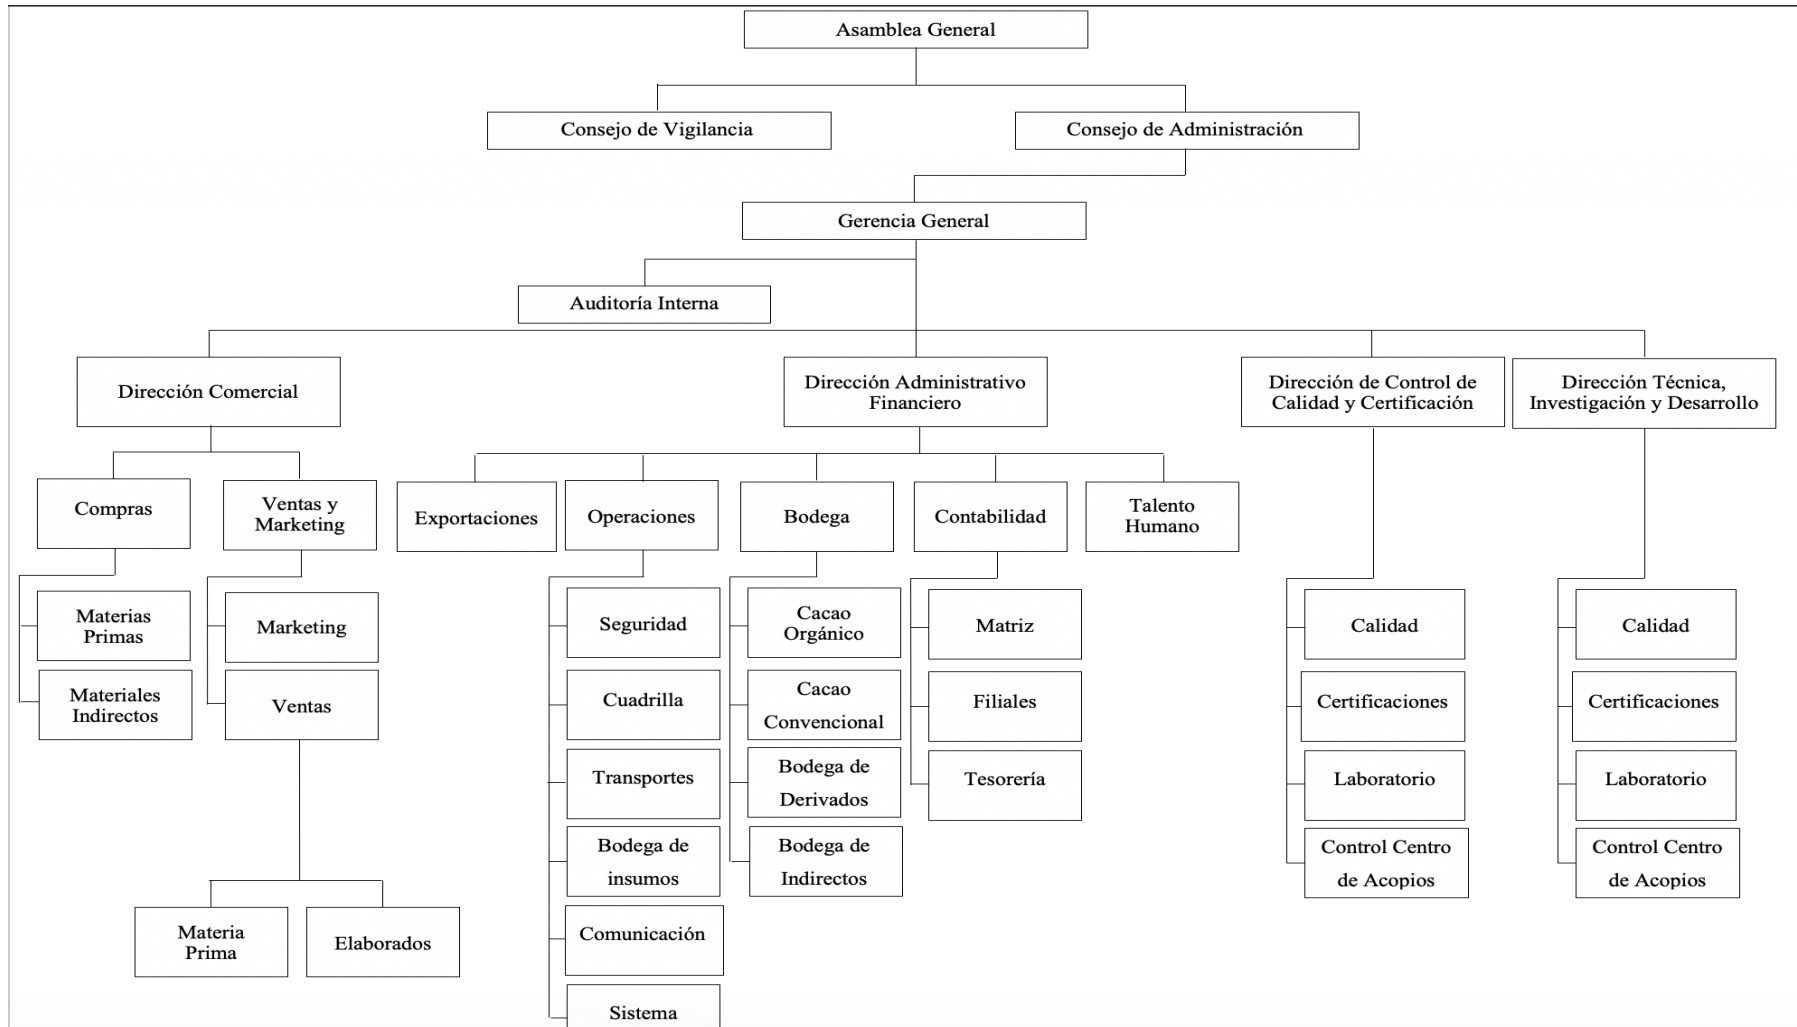 Asamblea General
Consejo de Vigilancia
Consejo de Administración
Gerencia General
Auditoría Interna
Dirección Comercial
Dirección Administrativo
Financiero
Dirección de Control de
Calidad y Certificación
Dirección Técnica,
Investigación y Desarrollo
Compras
Ventas y
Marketing
Exportaciones
Operaciones
Bodega
Contabilidad
Talento
Humano
Materias
Primas
Materiales
Indirectos
Marketing
Ventas
Materia
Prima
Elaborados
Seguridad
Cuadrilla
Transportes
Bodega de
insumos
Comunicación
Sistema
Cacao
Orgánico
Cacao
Convencional
Bodega de
Derivados
Bodega de
Indirectos
Matriz
Filiales
Tesorería
Calidad
Certificaciones
Laboratorio
Control Centro
de Acopios
Calidad
Certificaciones
Laboratorio
Control Centro
de Acopios